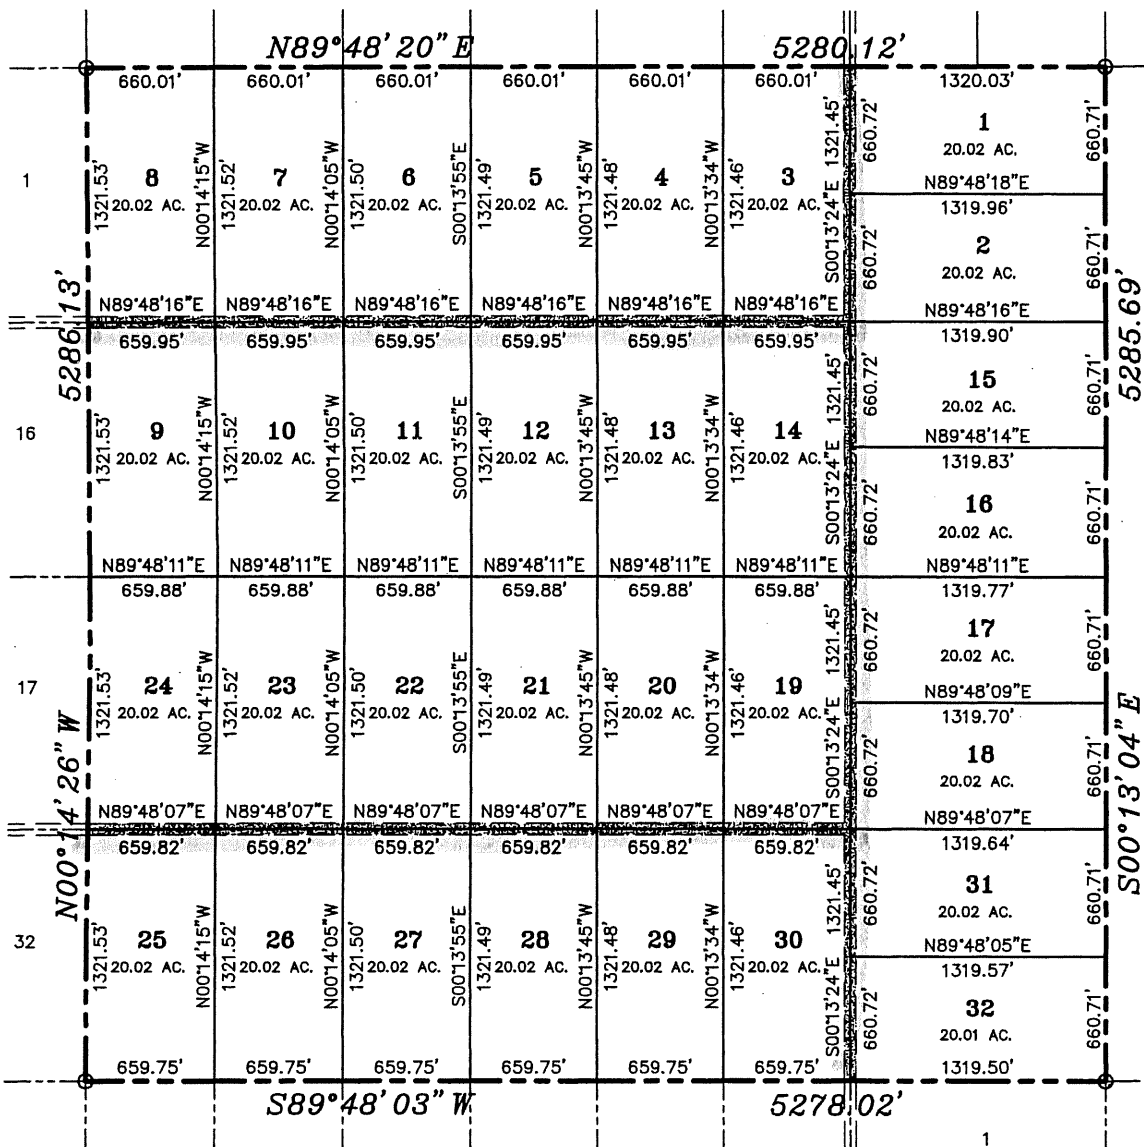 N89°48'20" E 5280.12'
660.01' 660.01' 660.01' 660.01' 660.01' 660.01' 1320.03'
1321.53' 8 20.02 AC. N00°14'15"W
1321.52' 7 20.02 AC. N00°14'05"W
1321.50' 6 20.02 AC. S00°13'55"E
1321.49' 5 20.02 AC. N00°13'45"W
1321.48' 4 20.02 AC. N00°13'34"W
1321.46' 3 20.02 AC. S00°13'24"E 1321.45'
660.72' 1 20.02 AC. 660.71'
N89°48'18"E
1319.96'
660.72' 2 20.02 AC. 660.71'
1
N89°48'16"E N89°48'16"E N89°48'16"E N89°48'16"E N89°48'16"E N89°48'16"E N89°48'16"E
659.95' 659.95' 659.95' 659.95' 659.95' 659.95' 1319.90'
5286.13'
5285.69'
16
1321.53' 9 20.02 AC. N00°14'15"W
1321.52' 10 20.02 AC. N00°14'05"W
1321.50' 11 20.02 AC. S00°13'55"E
1321.49' 12 20.02 AC. N00°13'45"W
1321.48' 13 20.02 AC. N00°13'34"W
1321.46' 14 20.02 AC. S00°13'24"E 1321.45'
660.72' 15 20.02 AC. 660.71'
N89°48'14"E
1319.83'
660.72' 16 20.02 AC. 660.71'
N89°48'11"E N89°48'11"E N89°48'11"E N89°48'11"E N89°48'11"E N89°48'11"E N89°48'11"E
659.88' 659.88' 659.88' 659.88' 659.88' 659.88' 1319.77'
17
1321.53' 24 20.02 AC. N00°14'15"W
1321.52' 23 20.02 AC. N00°14'05"W
1321.50' 22 20.02 AC. S00°13'55"E
1321.49' 21 20.02 AC. N00°13'45"W
1321.48' 20 20.02 AC. N00°13'34"W
1321.46' 19 20.02 AC. S00°13'24"E 1321.45'
660.72' 17 20.02 AC. 660.71'
N89°48'09"E
1319.70'
660.72' 18 20.02 AC. 660.71'
N00°14'26" W
S00°13'04" E
N89°48'07"E N89°48'07"E N89°48'07"E N89°48'07"E N89°48'07"E N89°48'07"E N89°48'07"E
659.82' 659.82' 659.82' 659.82' 659.82' 659.82' 1319.64'
32
1321.53' 25 20.02 AC. N00°14'15"W
1321.52' 26 20.02 AC. N00°14'05"W
1321.50' 27 20.02 AC. S00°13'55"E
1321.49' 28 20.02 AC. N00°13'45"W
1321.48' 29 20.02 AC. N00°13'34"W
1321.46' 30 20.02 AC. S00°13'24"E 1321.45'
660.72' 31 20.02 AC. 660.71'
N89°48'05"E
1319.57'
660.72' 32 20.01 AC. 660.71'
659.75' 659.75' 659.75' 659.75' 659.75' 659.75' 1319.50'
S89°48'03" W 5278.02'
1